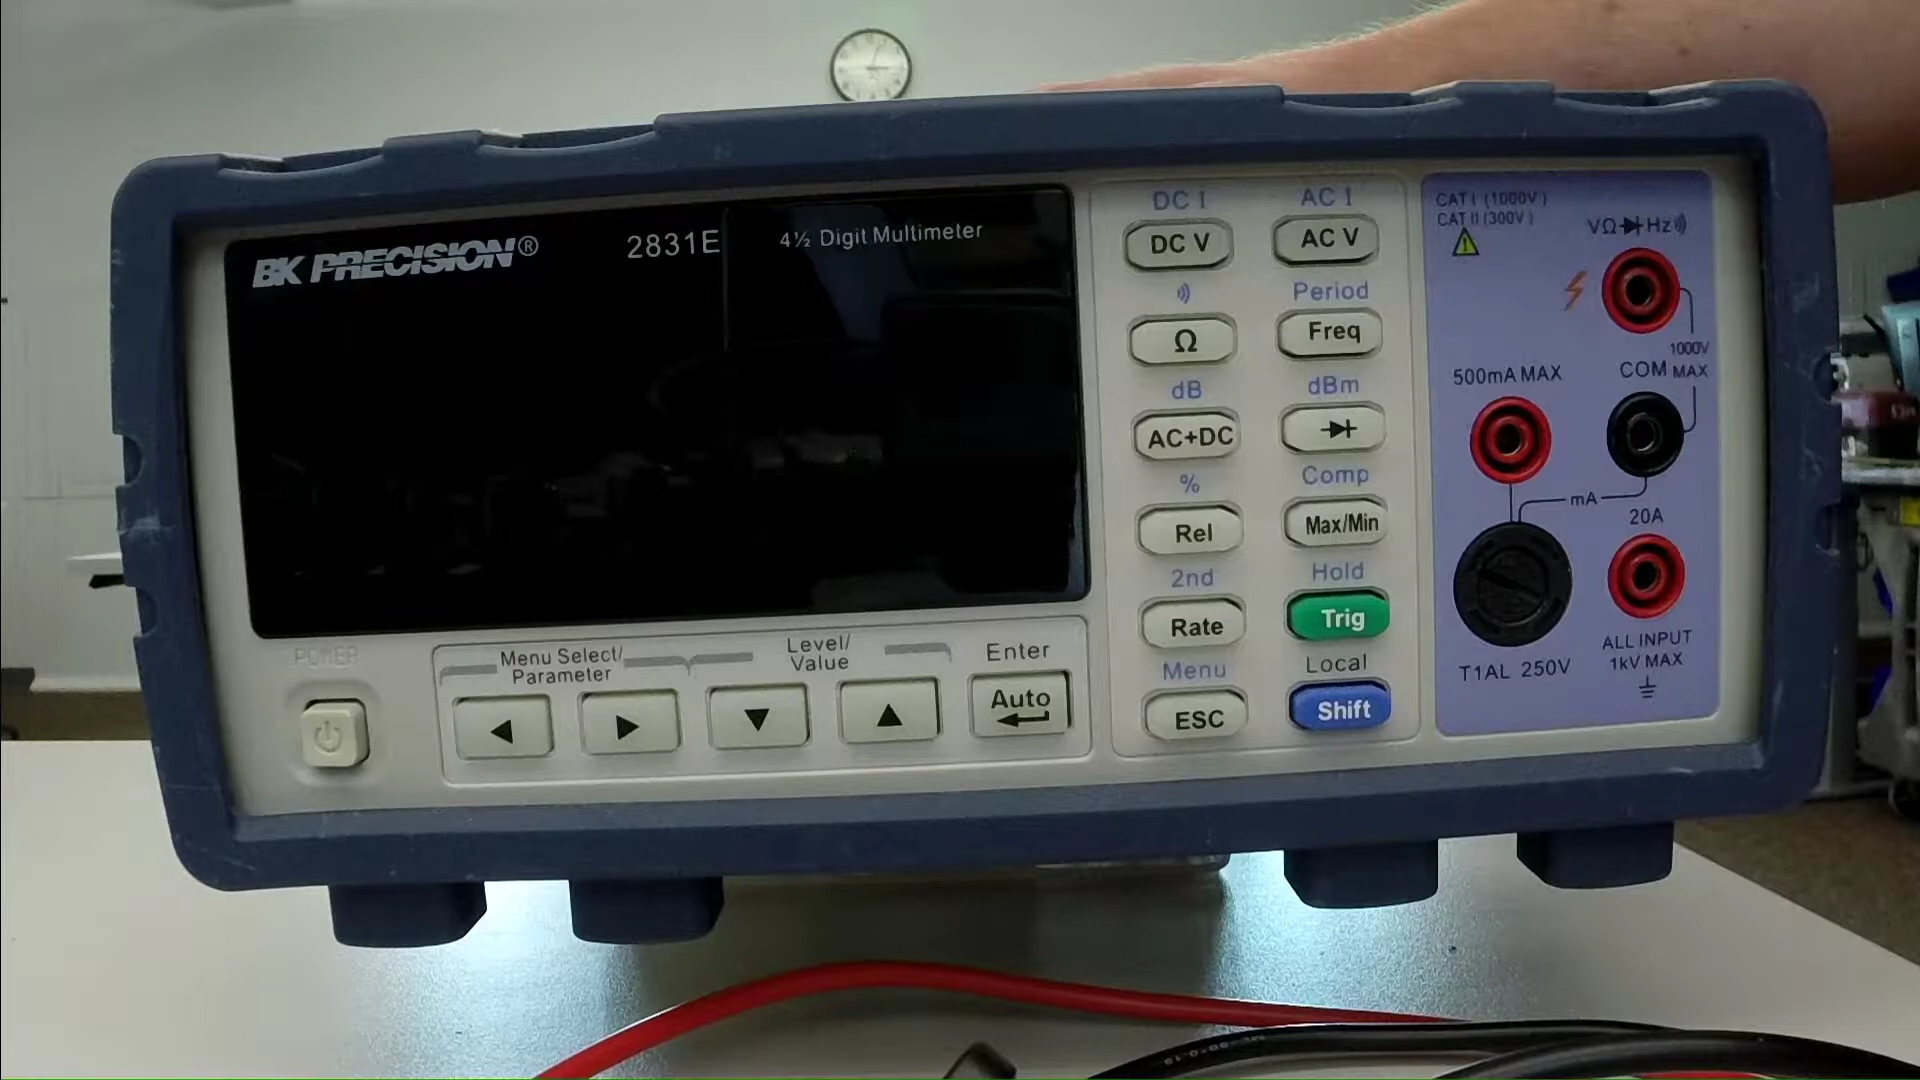 BK PRECISION®
2831E
4½ Digit Multimeter
POWER
Menu Select/
Parameter
Level/
Value
Enter
Auto
DC I
DC V
AC I
AC V
Ω
Period
Freq
dB
AC+DC
dBm
%
Rel
Comp
Max/Min
2nd
Rate
Hold
Trig
Menu
ESC
Local
Shift
CAT I (1000V)
CAT II (300V)
VΩ Hz
1000V
MAX
500mA MAX
COM
mA
20A
T1AL 250V
ALL INPUT
1kV MAX